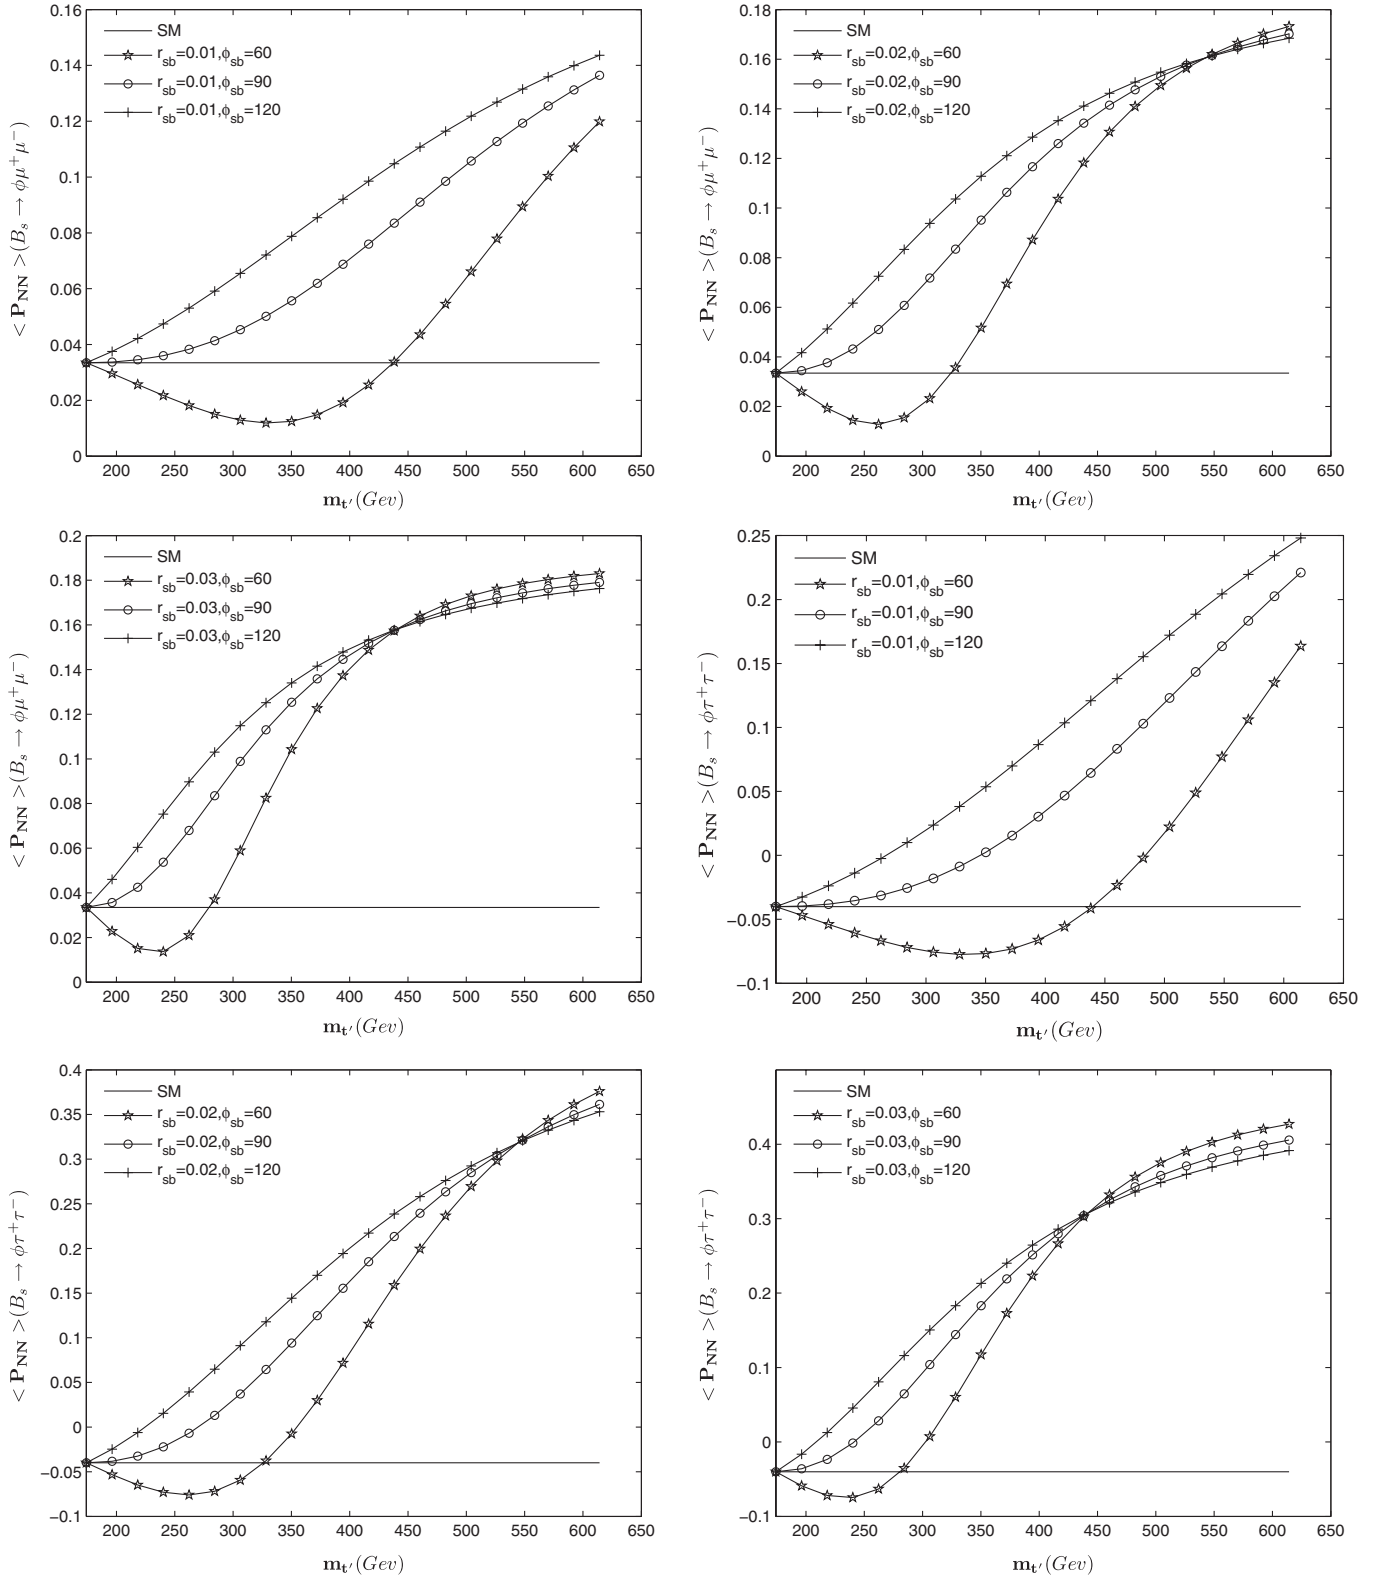 0.16
0.14
0.12
0.1
0.08
0.06
0.04
0.02
0
SM
r_sb=0.01,ϕ_sb=60
r_sb=0.01,ϕ_sb=90
r_sb=0.01,ϕ_sb=120
< P_NN >(B_s → ϕμ⁺μ⁻)
200 250 300 350 400 450 500 550 600 650
m_t′(Gev)
0.18
0.16
0.14
0.12
0.1
0.08
0.06
0.04
0.02
0
SM
r_sb=0.02,ϕ_sb=60
r_sb=0.02,ϕ_sb=90
r_sb=0.02,ϕ_sb=120
< P_NN >(B_s → ϕμ⁺μ⁻)
200 250 300 350 400 450 500 550 600 650
m_t′(Gev)
0.2
0.18
0.16
0.14
0.12
0.1
0.08
0.06
0.04
0.02
0
SM
r_sb=0.03,ϕ_sb=60
r_sb=0.03,ϕ_sb=90
r_sb=0.03,ϕ_sb=120
< P_NN >(B_s → ϕμ⁺μ⁻)
200 250 300 350 400 450 500 550 600 650
m_t′(Gev)
0.25
0.2
0.15
0.1
0.05
0
−0.05
−0.1
SM
r_sb=0.01,ϕ_sb=60
r_sb=0.01,ϕ_sb=90
r_sb=0.01,ϕ_sb=120
< P_NN >(B_s → ϕτ⁺τ⁻)
200 250 300 350 400 450 500 550 600 650
m_t′(Gev)
0.4
0.35
0.3
0.25
0.2
0.15
0.1
0.05
0
−0.05
−0.1
SM
r_sb=0.02,ϕ_sb=60
r_sb=0.02,ϕ_sb=90
r_sb=0.02,ϕ_sb=120
< P_NN >(B_s → ϕτ⁺τ⁻)
200 250 300 350 400 450 500 550 600 650
m_t′(Gev)
0.4
0.3
0.2
0.1
0
−0.1
SM
r_sb=0.03,ϕ_sb=60
r_sb=0.03,ϕ_sb=90
r_sb=0.03,ϕ_sb=120
< P_NN >(B_s → ϕτ⁺τ⁻)
200 250 300 350 400 450 500 550 600 650
m_t′(Gev)